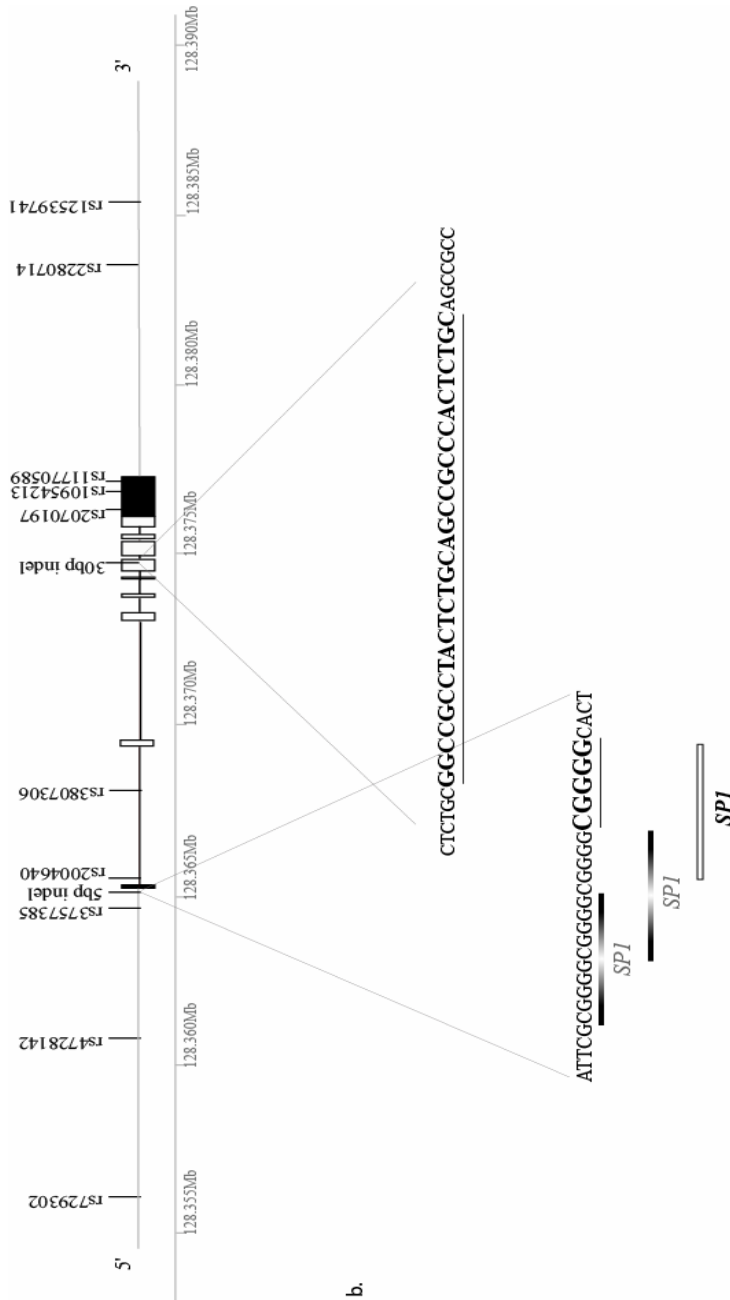 rs729302
rs4728142
rs3757385
5bp indel
rs2004640
rs3807306
30bp indel
rs2070197
rs10954213
rs11770589
rs2280714
rs12539741
5'
3'
128.355Mb 128.360Mb 128.365Mb 128.370Mb 128.375Mb 128.380Mb 128.385Mb 128.390Mb
b.
CTCTGCGGCCGCCTACTCTGCAGCCGCCCACTCTGCAGCCGCC
ATTCGCGGGGCGGGGCGGGGCGGGGCACT
SP1
SP1
SP1